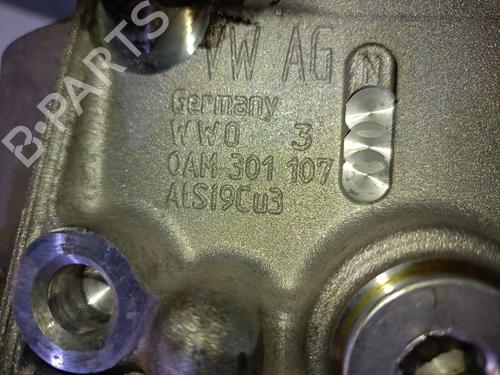 VW AG N
Germany
WWO 3
0AM 301 107
ALSI9Cu3
B-PARTS